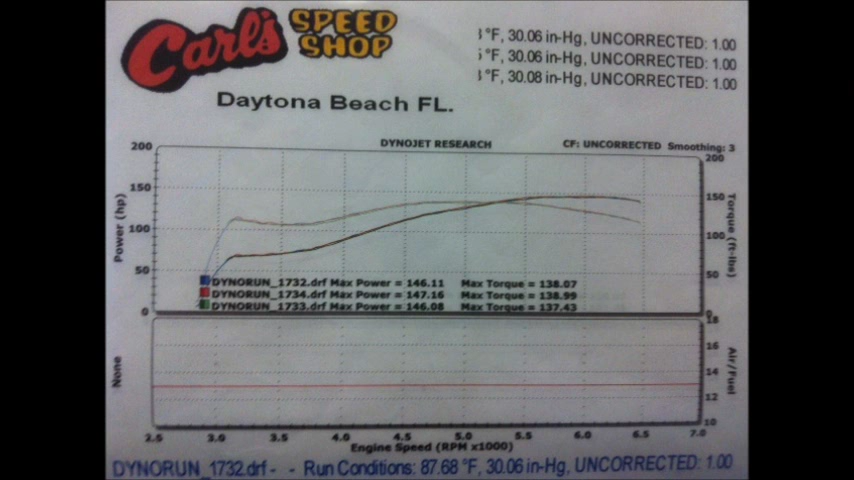 Carl's SPEED SHOP
°F, 30.06 in-Hg, UNCORRECTED: 1.00
°F, 30.06 in-Hg, UNCORRECTED: 1.00
°F, 30.08 in-Hg, UNCORRECTED: 1.00
Daytona Beach FL.
DYNOJET RESEARCH CF: UNCORRECTED Smoothing: 3
200 200
150 150
Power (hp) Torque (ft-lbs)
100 100
50 50
DYNORUN_1732.drf Max Power = 146.11 Max Torque = 138.07
DYNORUN_1734.drf Max Power = 147.16 Max Torque = 138.99
DYNORUN_1733.drf Max Power = 146.08 Max Torque = 137.43
0 0
18
16
None Air/Fuel
14
12
10
2.5 3.0 3.5 4.0 4.5 5.0 5.5 6.0 6.5 7.0
Engine Speed (RPM x1000)
DYNORUN_1732.drf - - Run Conditions: 87.68 °F, 30.06 in-Hg, UNCORRECTED: 1.00